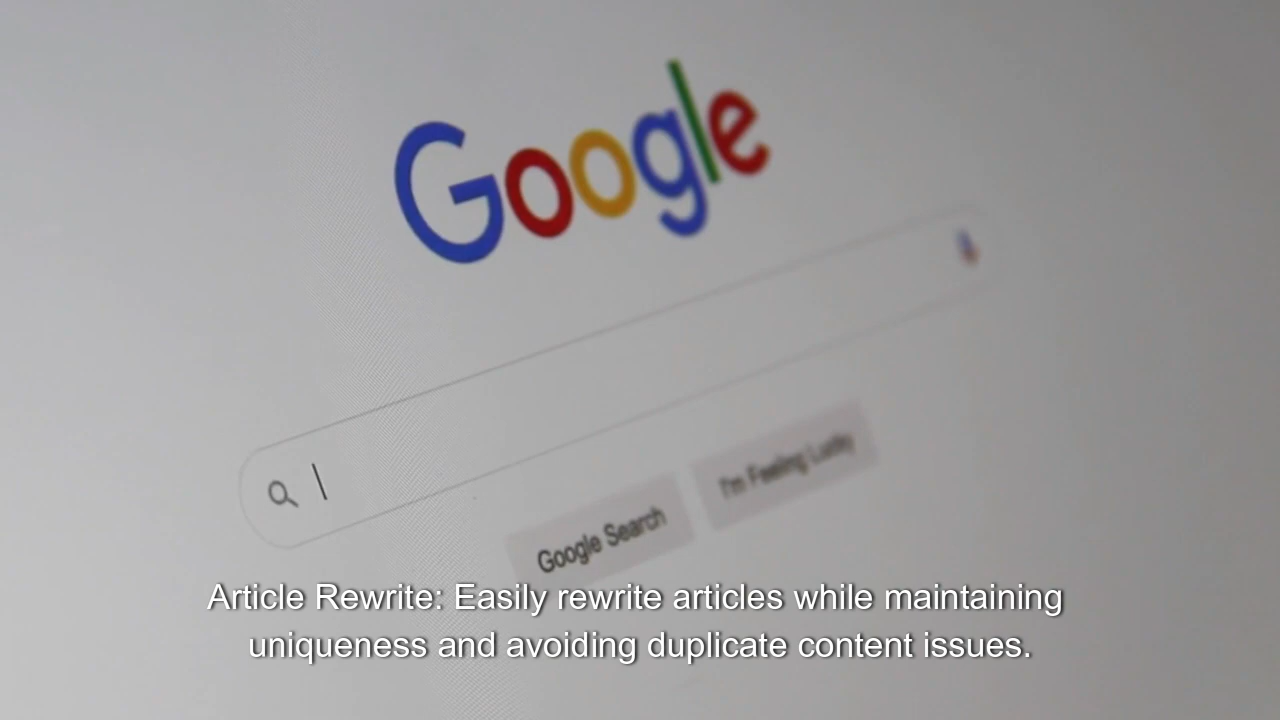 Google
Google Search
I'm Feeling Lucky
Article Rewrite: Easily rewrite articles while maintaining
uniqueness and avoiding duplicate content issues.